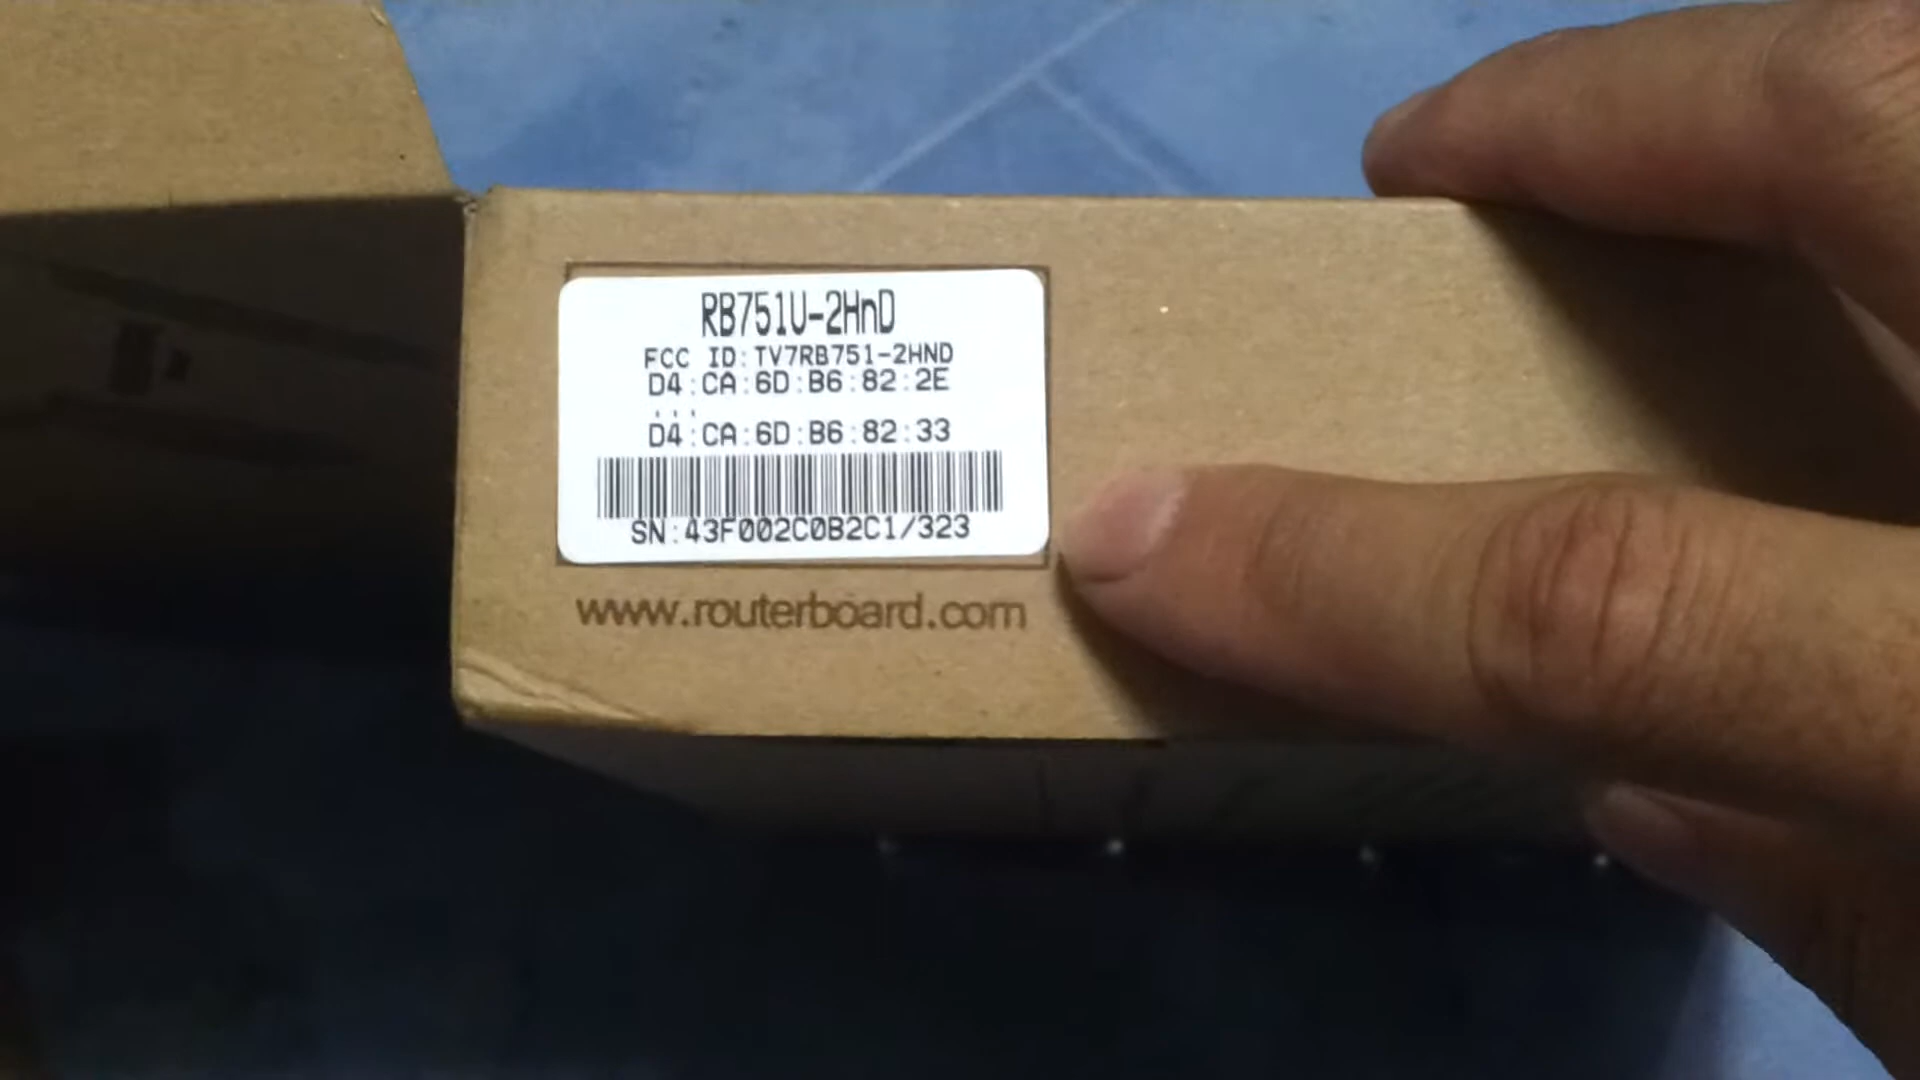 RB751U-2HnD
FCC ID:TV7RB751-2HND
D4:CA:6D:B6:82:2E
...
D4:CA:6D:B6:82:33
SN:43F002C0B2C1/323
www.routerboard.com